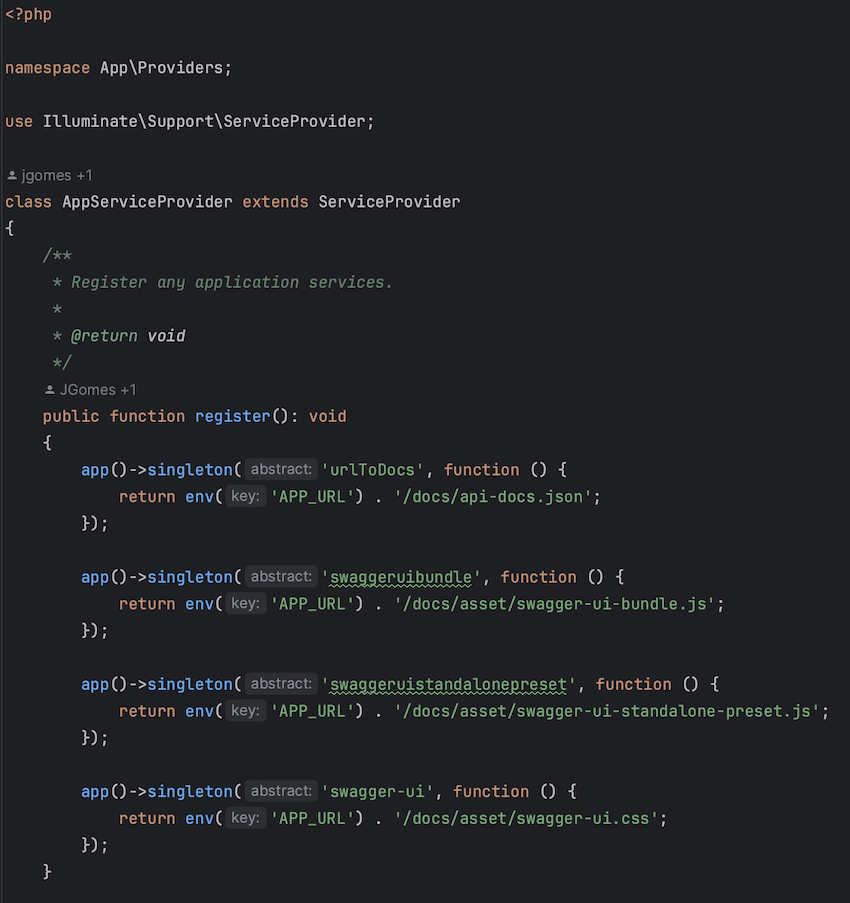 <?php
namespace App\Providers;
use Illuminate\Support\ServiceProvider;
jgomes +1
class AppServiceProvider extends ServiceProvider
{
/**
* Register any application services.
*
* @return void
*/
JGomes +1
public function register(): void
{
app()->singleton( abstract: 'urlToDocs', function () {
return env( key: 'APP_URL') . '/docs/api-docs.json';
});
app()->singleton( abstract: 'swaggeruibundle', function () {
return env( key: 'APP_URL') . '/docs/asset/swagger-ui-bundle.js';
});
app()->singleton( abstract: 'swaggeruistandalonepreset', function () {
return env( key: 'APP_URL') . '/docs/asset/swagger-ui-standalone-preset.js';
});
app()->singleton( abstract: 'swagger-ui', function () {
return env( key: 'APP_URL') . '/docs/asset/swagger-ui.css';
});
}